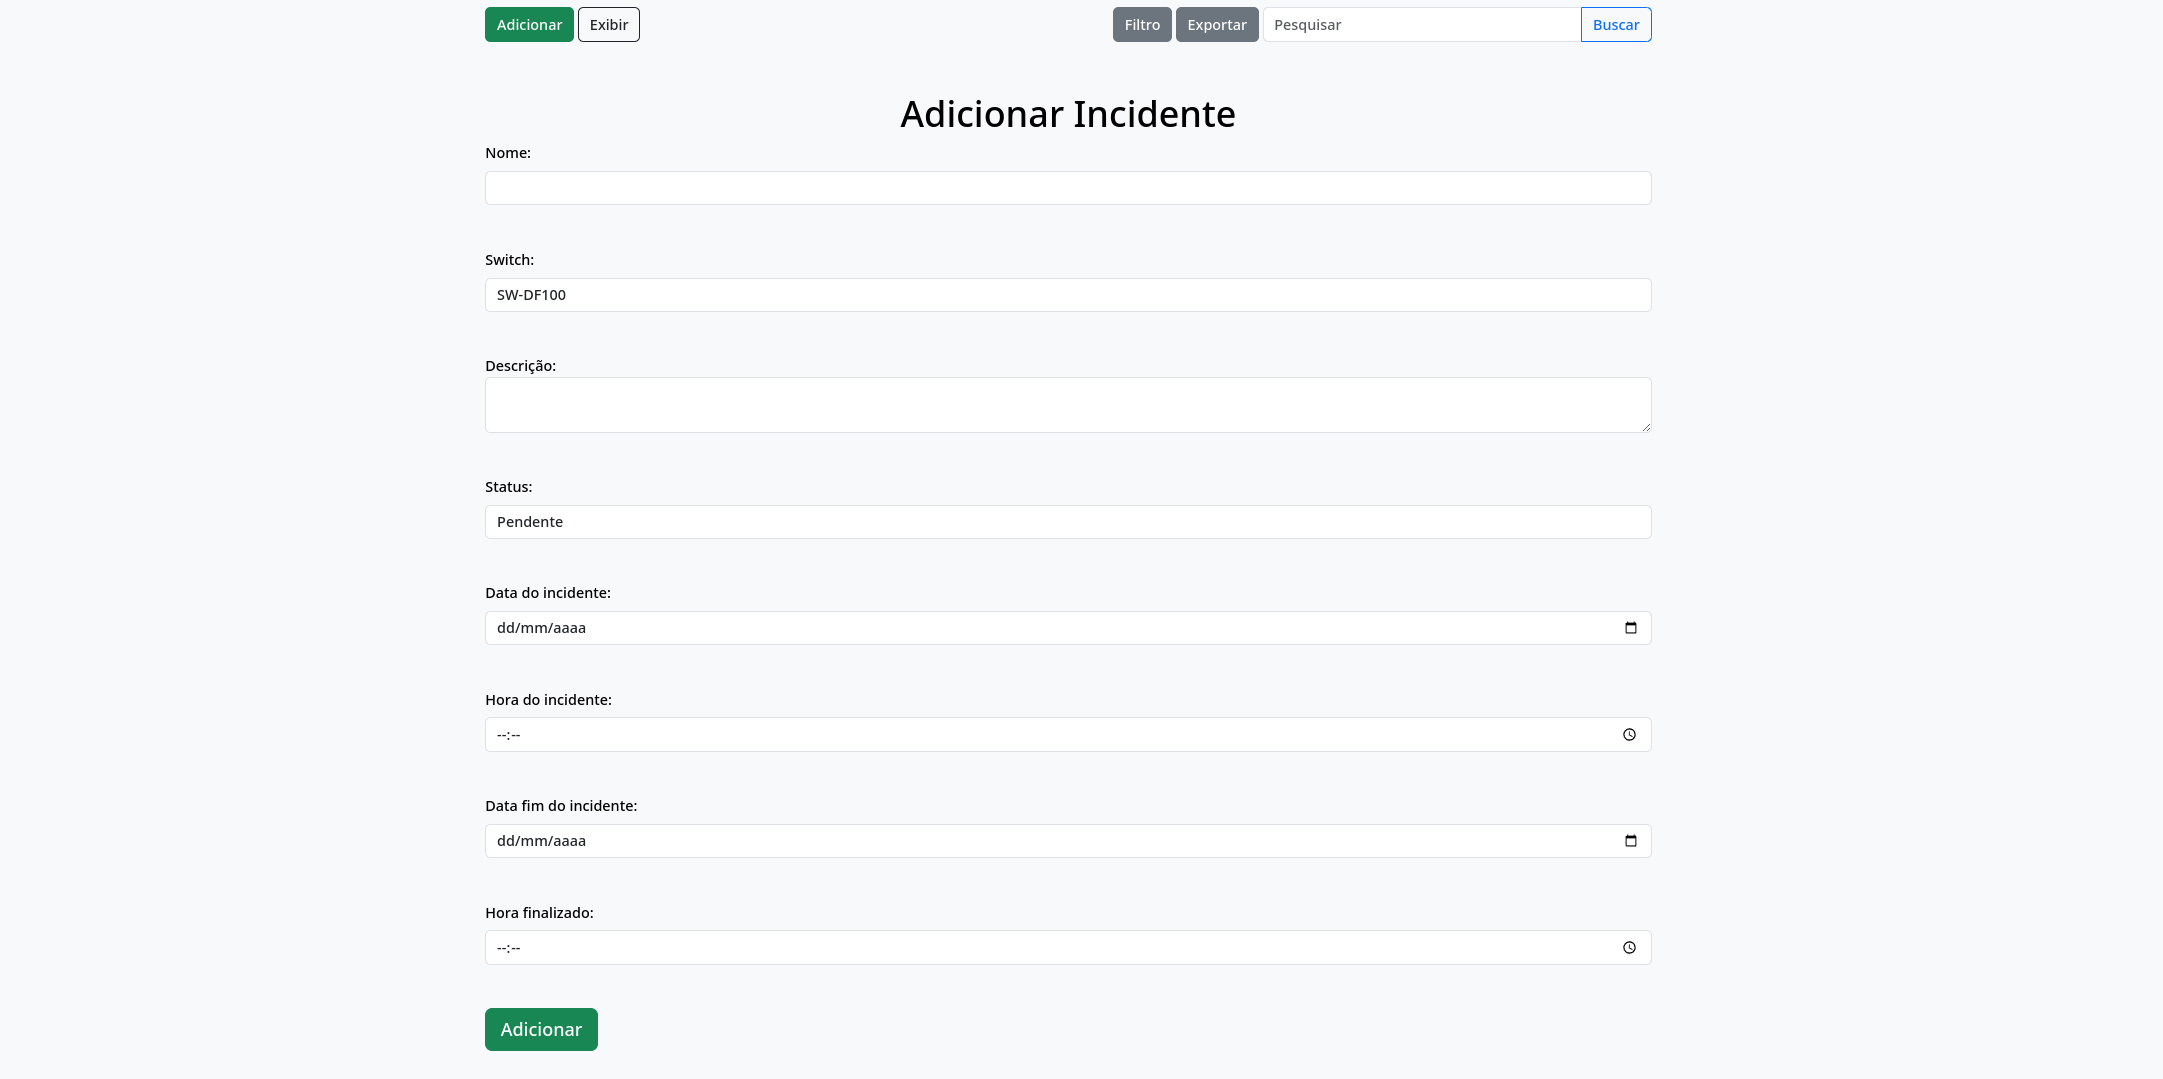 Adicionar Exibir Filtro Exportar Pesquisar Buscar
Adicionar Incidente
Nome:
Switch:
SW-DF100
Descrição:
Status:
Pendente
Data do incidente:
dd/mm/aaaa
Hora do incidente:
--:--
Data fim do incidente:
dd/mm/aaaa
Hora finalizado:
--:--
Adicionar